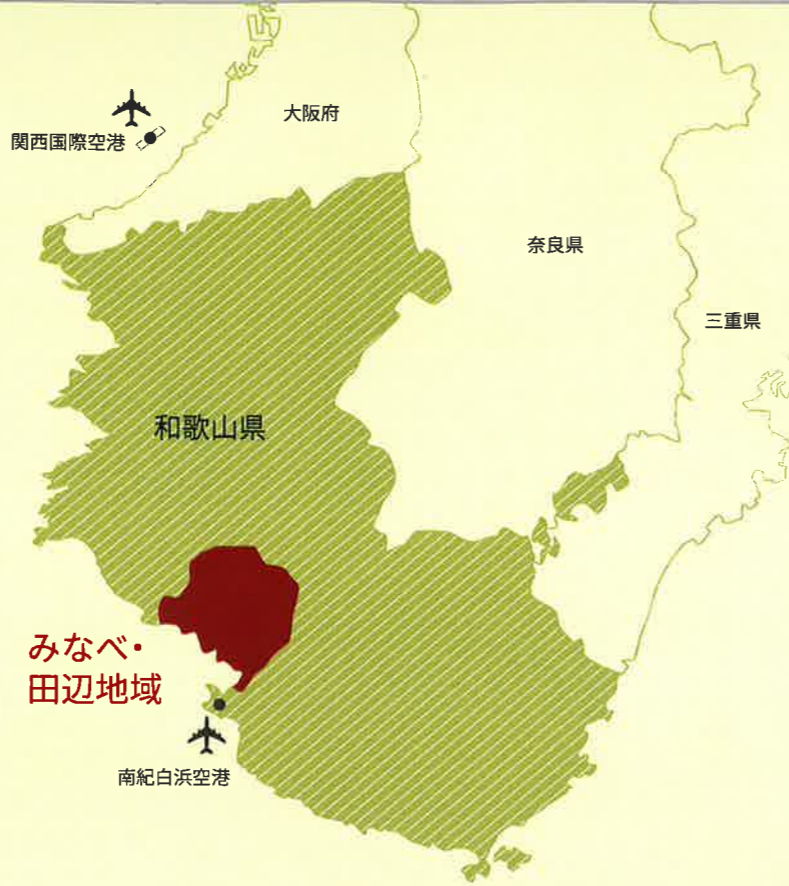 大阪府
関西国際空港
奈良県
三重県
和歌山県
みなべ・
田辺地域
南紀白浜空港